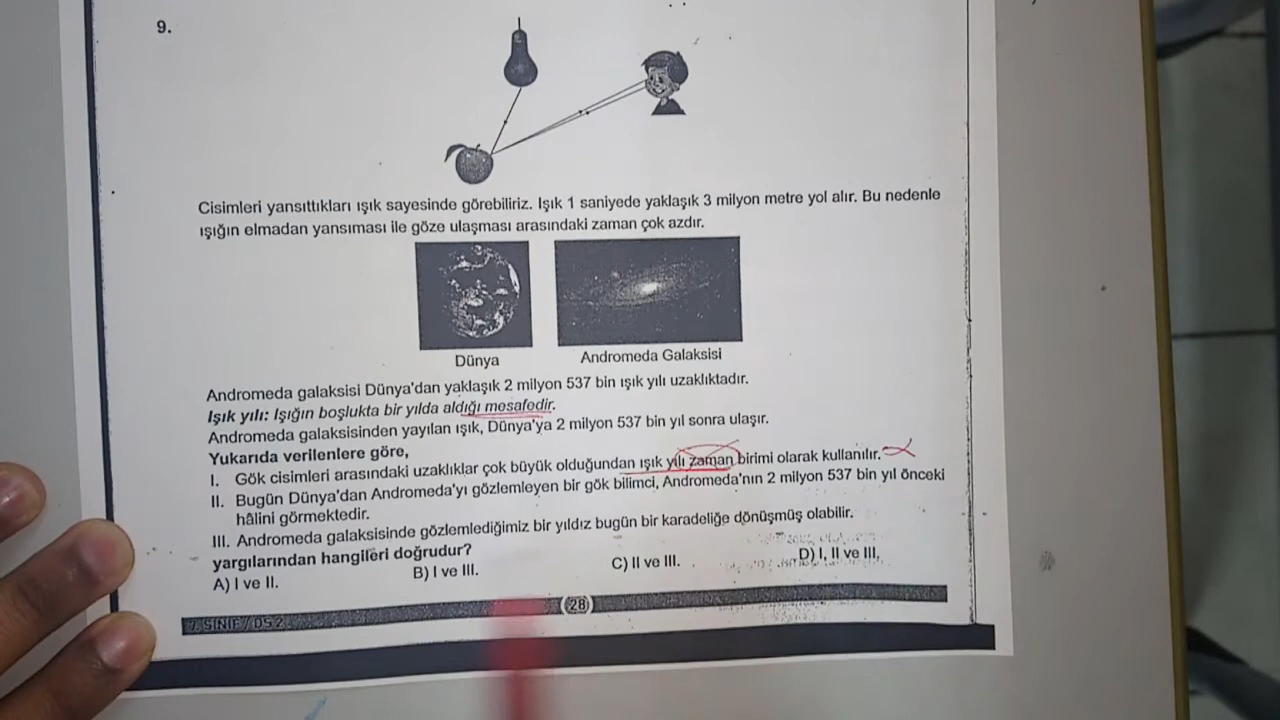 9.
Cisimleri yansıttıkları ışık sayesinde görebiliriz. Işık 1 saniyede yaklaşık 3 milyon metre yol alır. Bu nedenle
ışığın elmadan yansıması ile göze ulaşması arasındaki zaman çok azdır.
Dünya
Andromeda Galaksisi
Andromeda galaksisi Dünya'dan yaklaşık 2 milyon 537 bin ışık yılı uzaklıktadır.
Işık yılı: Işığın boşlukta bir yılda aldığı mesafedir.
Andromeda galaksisinden yayılan ışık, Dünya'ya 2 milyon 537 bin yıl sonra ulaşır.
Yukarıda verilenlere göre,
I. Gök cisimleri arasındaki uzaklıklar çok büyük olduğundan ışık yılı zaman birimi olarak kullanılır.
II. Bugün Dünya'dan Andromeda'yı gözlemleyen bir gök bilimci, Andromeda'nın 2 milyon 537 bin yıl önceki
hâlini görmektedir.
III. Andromeda galaksisinde gözlemlediğimiz bir yıldız bugün bir karadeliğe dönüşmüş olabilir.
yargılarından hangileri doğrudur?
A) I ve II. B) I ve III. C) II ve III. D) I, II ve III.
28
7. SINIF / DS 2